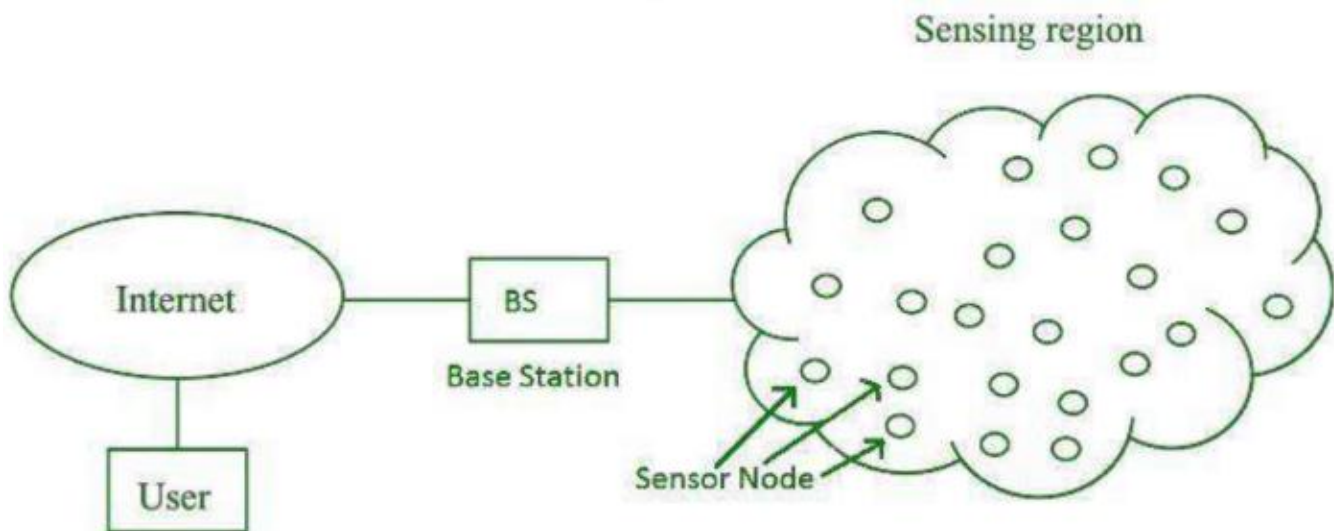 Sensing region
Internet
BS
Base Station
Sensor Node
User